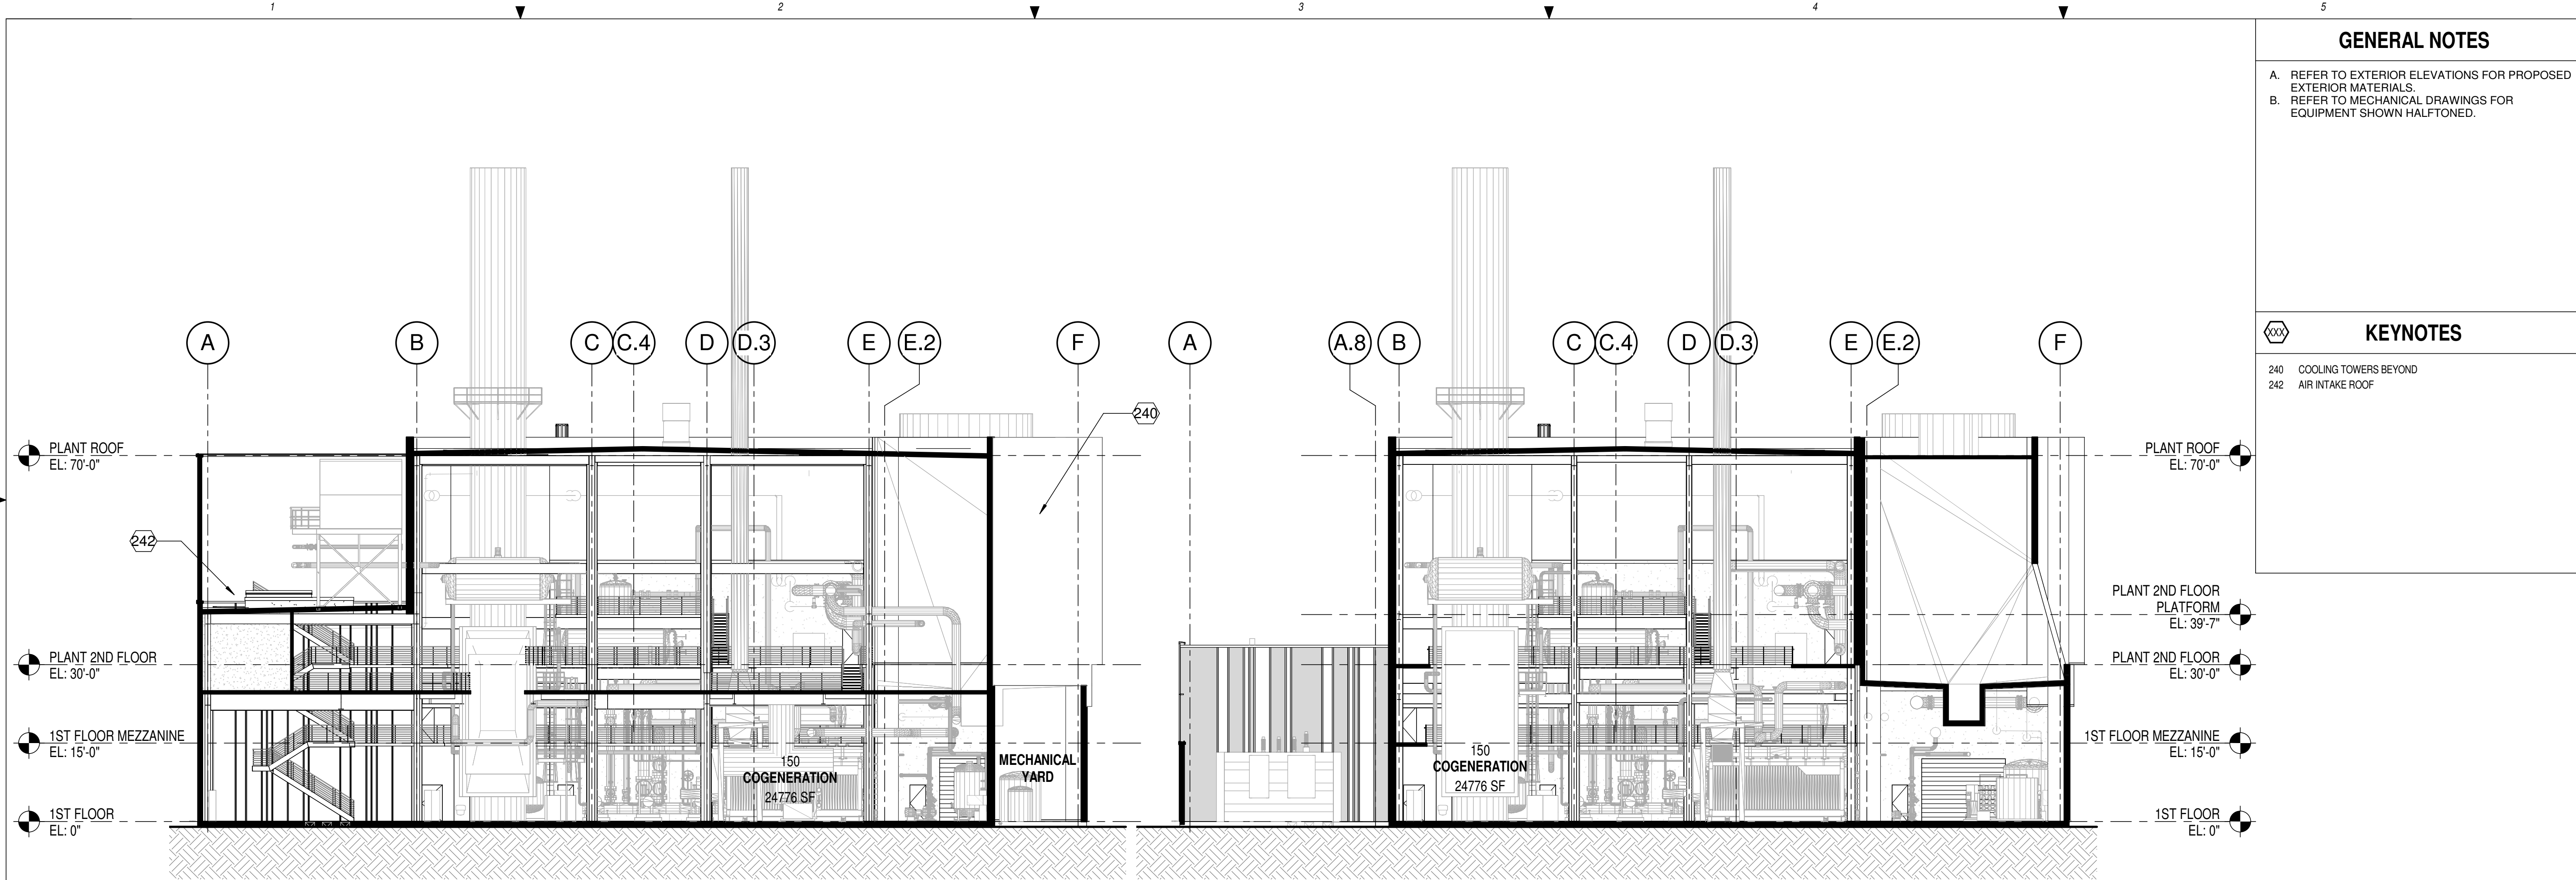 1 2 3 4 5
GENERAL NOTES
A. REFER TO EXTERIOR ELEVATIONS FOR PROPOSED
EXTERIOR MATERIALS.
B. REFER TO MECHANICAL DRAWINGS FOR
EQUIPMENT SHOWN HALFTONED.
XXX KEYNOTES
240 COOLING TOWERS BEYOND
242 AIR INTAKE ROOF
A B C C.4 D D.3 E E.2 F
240
PLANT ROOF
EL: 70'-0"
242
PLANT 2ND FLOOR
EL: 30'-0"
1ST FLOOR MEZZANINE
EL: 15'-0"
1ST FLOOR
EL: 0"
150
COGENERATION
24776 SF
MECHANICAL
YARD
A A.8 B C C.4 D D.3 E E.2 F
150
COGENERATION
24776 SF
PLANT ROOF
EL: 70'-0"
PLANT 2ND FLOOR
PLATFORM
EL: 39'-7"
PLANT 2ND FLOOR
EL: 30'-0"
1ST FLOOR MEZZANINE
EL: 15'-0"
1ST FLOOR
EL: 0"